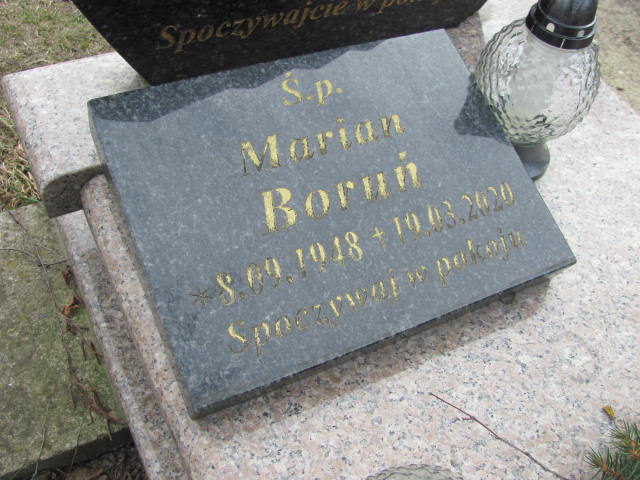 Spoczywajcie w pokoju
Ś.p.
Marian
Boruń
*8.09.1948 +19.03.2020
Spoczywaj w pokoju